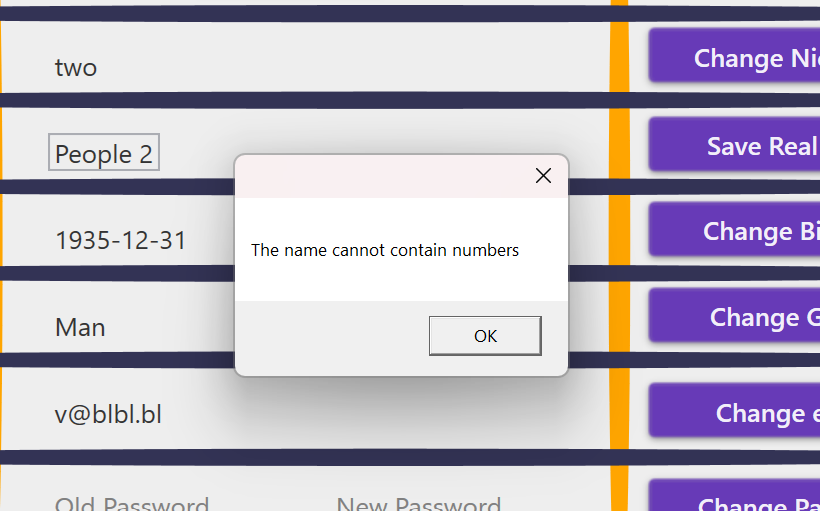 two
Change Nic
People 2
Save Real
The name cannot contain numbers
1935-12-31
Change Bi
OK
Man
Change G
v@blbl.bl
Change e
Old Password
New Password
Change Pa